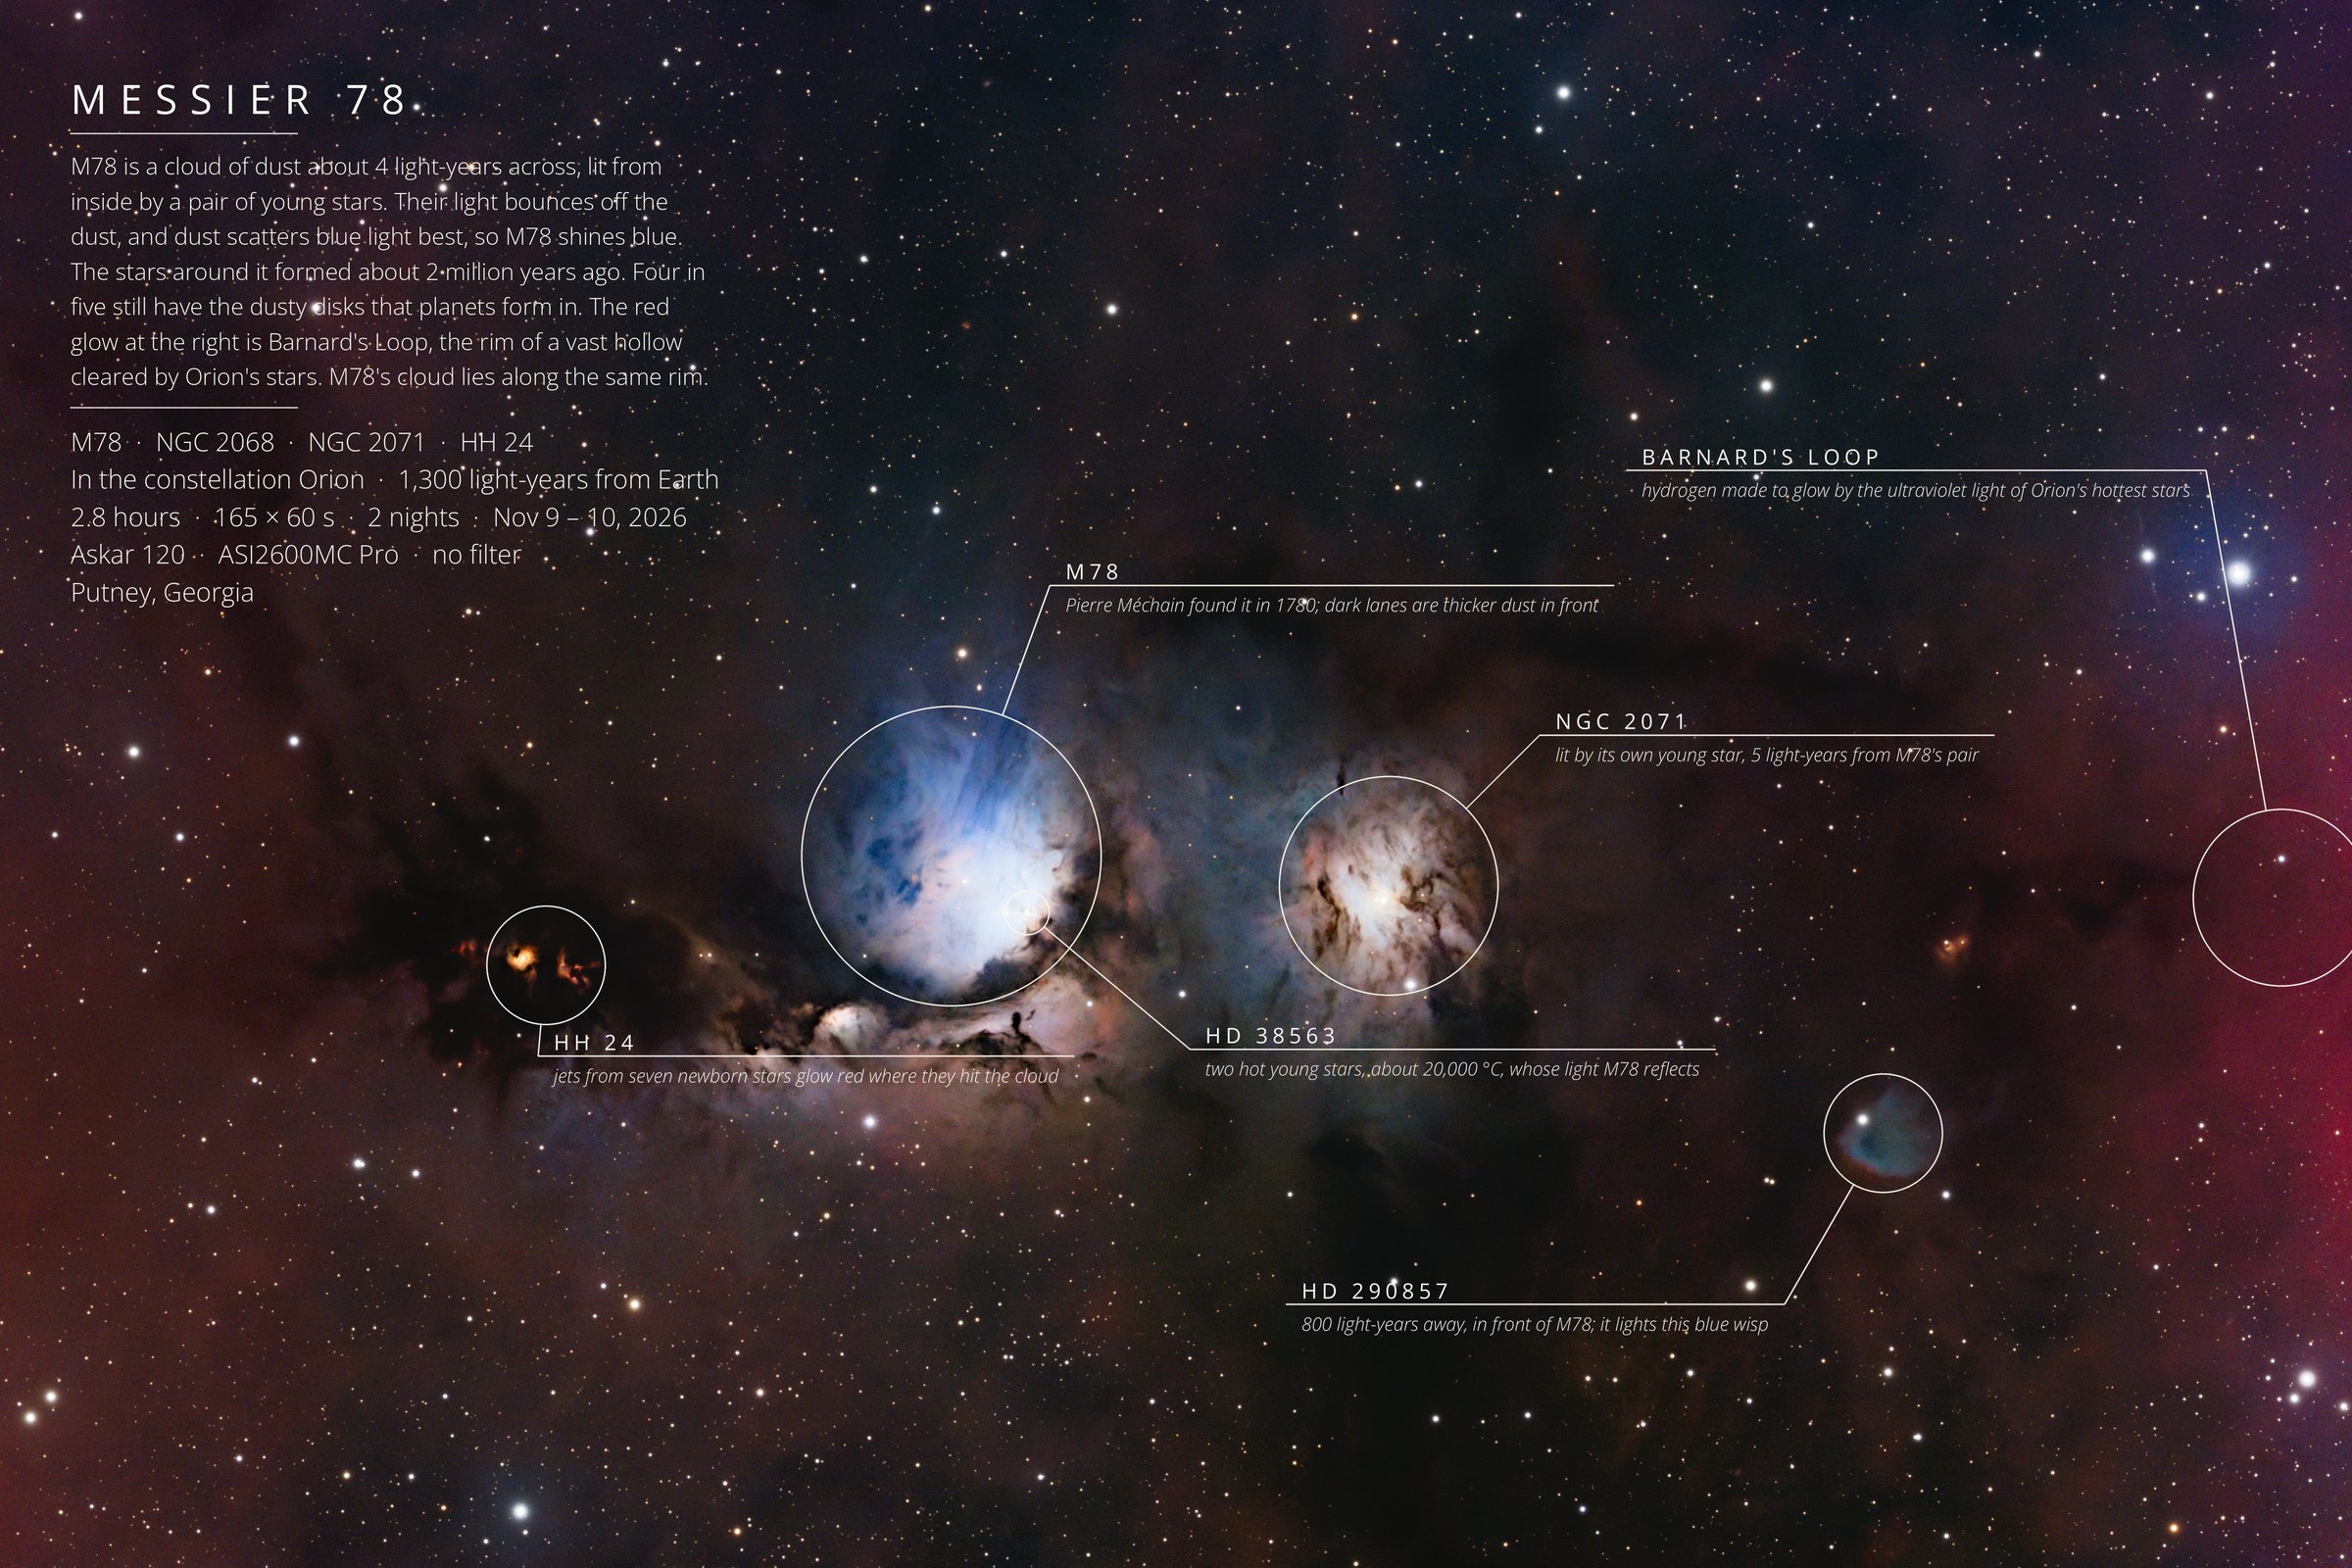 MESSIER 78
M78 is a cloud of dust about 4 light-years across, lit from
inside by a pair of young stars. Their light bounces off the
dust, and dust scatters blue light best, so M78 shines blue.
The stars around it formed about 2 million years ago. Four in
five still have the dusty disks that planets form in. The red
glow at the right is Barnard's Loop, the rim of a vast hollow
cleared by Orion's stars. M78's cloud lies along the same rim.
M78 · NGC 2068 · NGC 2071 · HH 24
In the constellation Orion · 1,300 light-years from Earth
2.8 hours · 165 × 60 s · 2 nights · Nov 9 – 10, 2026
Askar 120 · ASI2600MC Pro · no filter
Putney, Georgia
BARNARD'S LOOP
hydrogen made to glow by the ultraviolet light of Orion's hottest stars
M78
Pierre Méchain found it in 1780; dark lanes are thicker dust in front
NGC 2071
lit by its own young star, 5 light-years from M78's pair
HH 24
jets from seven newborn stars glow red where they hit the cloud
HD 38563
two hot young stars, about 20,000 °C, whose light M78 reflects
HD 290857
800 light-years away, in front of M78; it lights this blue wisp